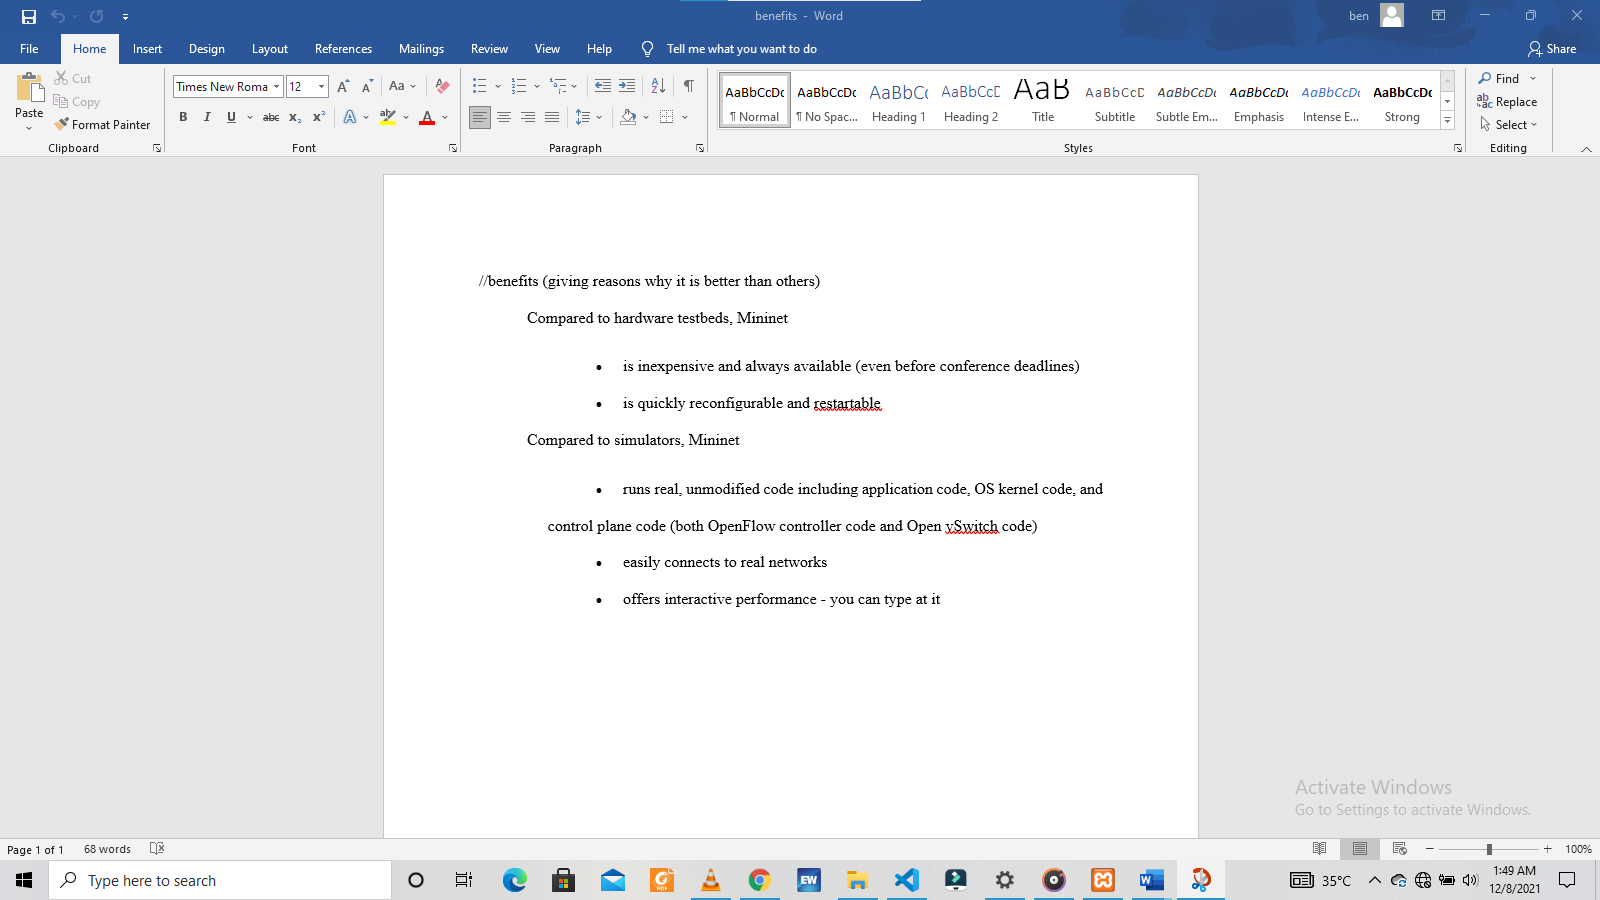 benefits - Word
ben
File Home Insert Design Layout References Mailings Review View Help Tell me what you want to do Share
Paste
Cut
Copy
Format Painter
Clipboard
Times New Roma 12
Font
Paragraph
AaBbCcDc AaBbCcDc AaBbCc AaBbCcC AaB AaBbCcD AaBbCcDc AaBbCcDc AaBbCcDc AaBbCcDc
¶ Normal ¶ No Spac... Heading 1 Heading 2 Title Subtitle Subtle Em... Emphasis Intense E... Strong
Styles
Find
Replace
Select
Editing
//benefits (giving reasons why it is better than others)
Compared to hardware testbeds, Mininet
• is inexpensive and always available (even before conference deadlines)
• is quickly reconfigurable and restartable
Compared to simulators, Mininet
• runs real, unmodified code including application code, OS kernel code, and
control plane code (both OpenFlow controller code and Open vSwitch code)
• easily connects to real networks
• offers interactive performance - you can type at it
Activate Windows
Go to Settings to activate Windows.
Page 1 of 1 68 words 100%
Type here to search
EW
35°C
1:49 AM
12/8/2021